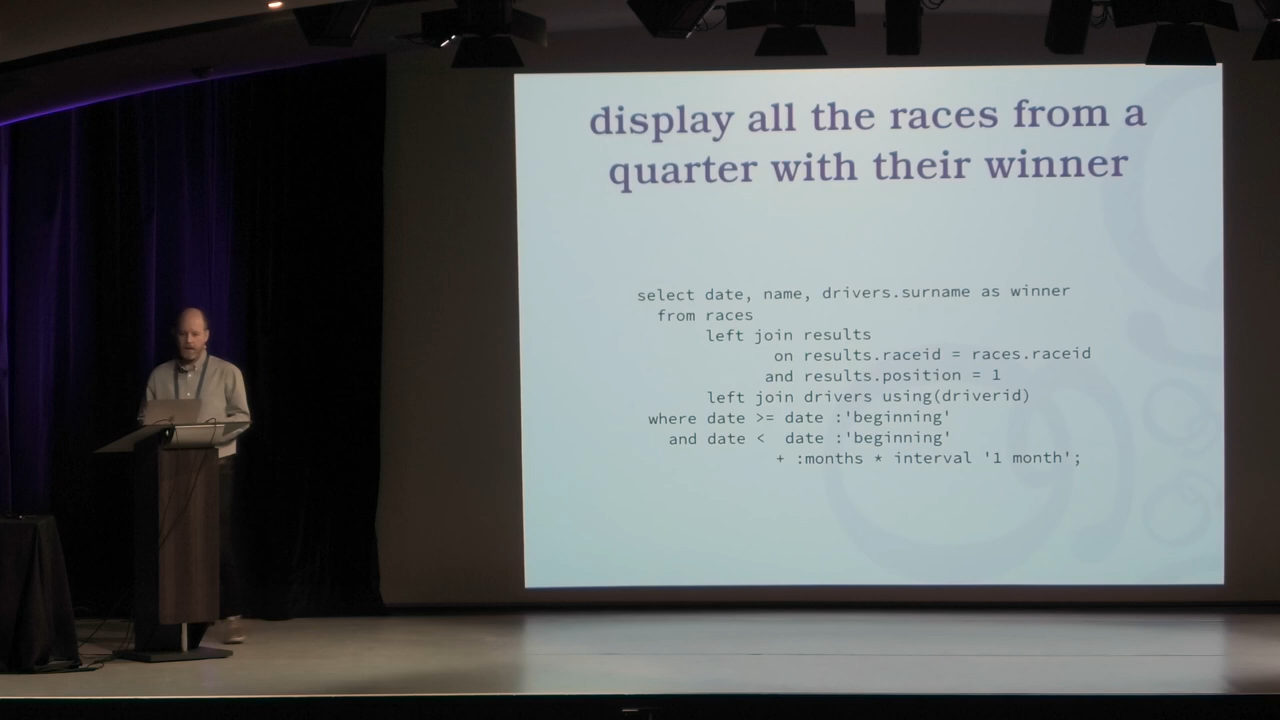 display all the races from a
quarter with their winner
select date, name, drivers.surname as winner
from races
left join results
on results.raceid = races.raceid
and results.position = 1
left join drivers using(driverid)
where date >= date :'beginning'
and date <  date :'beginning'
+ :months * interval '1 month';